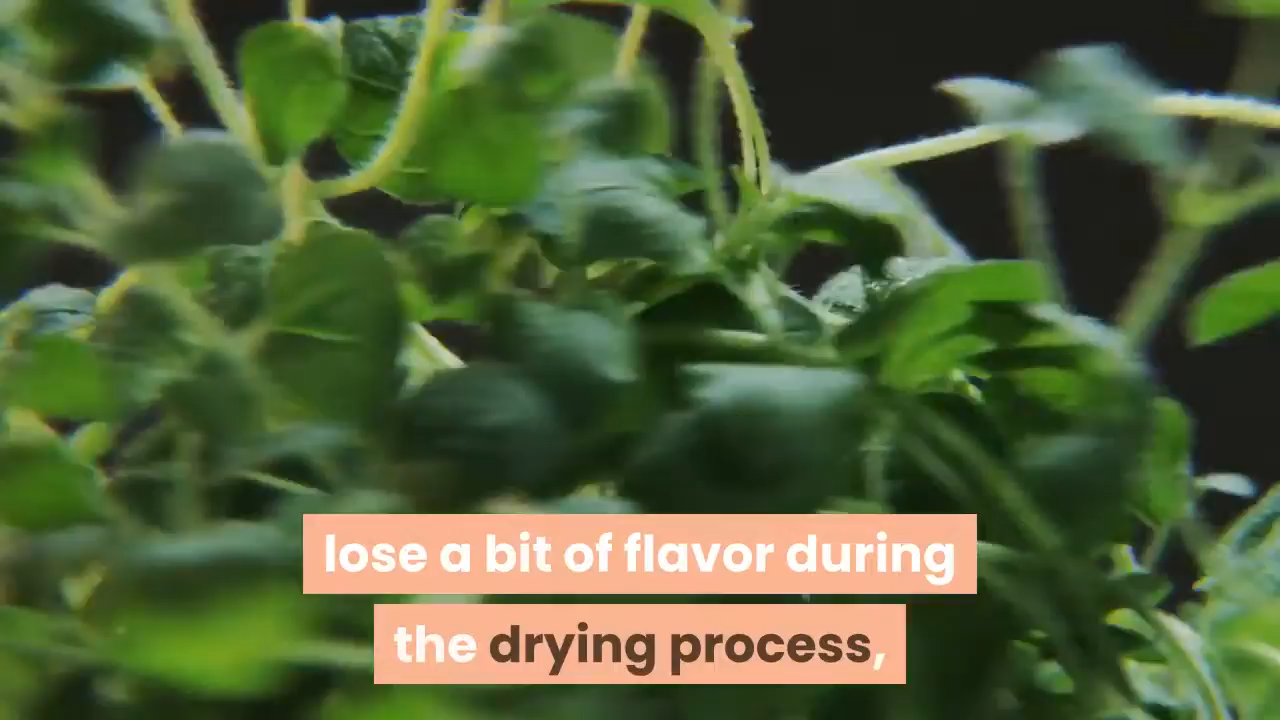 lose a bit of flavor during
the drying process,